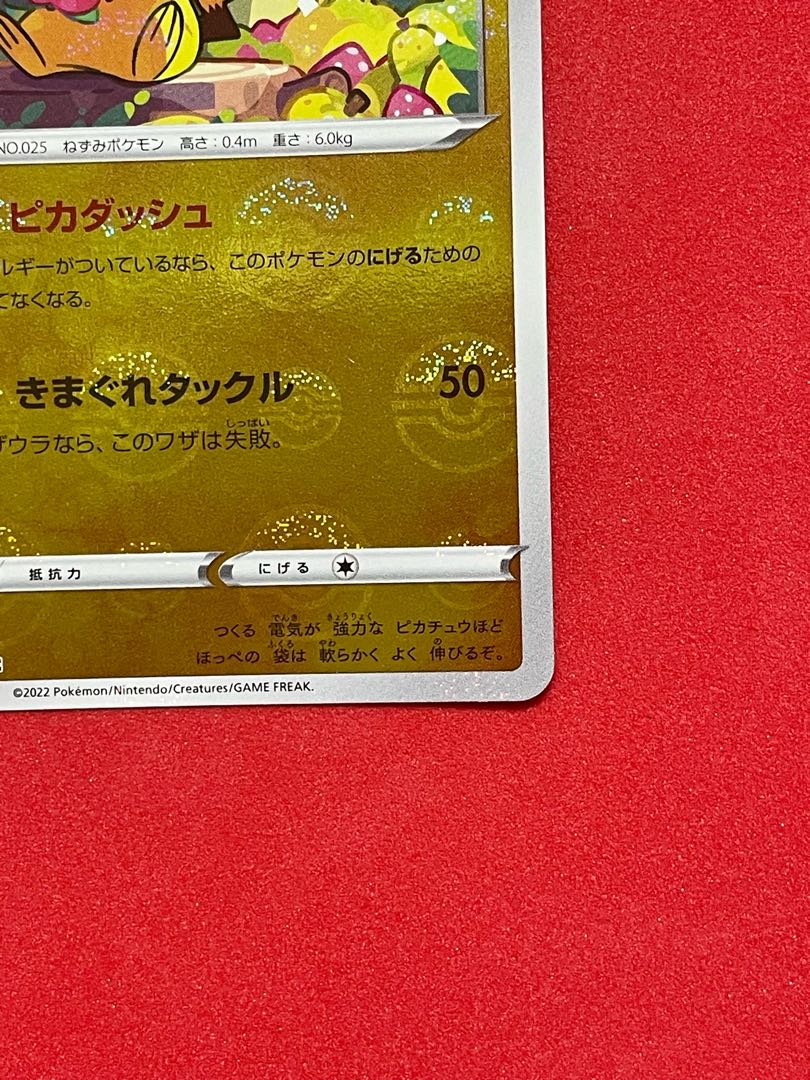 NO.025 ねずみポケモン 高さ:0.4m 重さ:6.0kg
ピカダッシュ
ルギーがついているなら、このポケモンのにげるための
てなくなる。
きまぐれタックル 50
ウラなら、このワザは失敗。
抵抗力 にげる
つくる 電気が 強力な ピカチュウほど
ほっぺの 袋は 軟らかく よく 伸びるぞ。
©2022 Pokémon/Nintendo/Creatures/GAME FREAK.